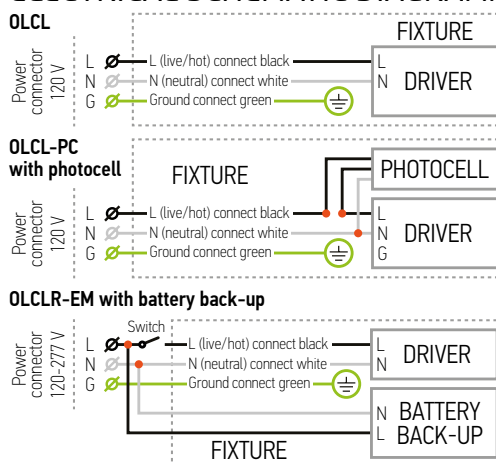 OLCL
FIXTURE
Power connector 120 V
L L (live/hot) connect black L
N N (neutral) connect white N
G Ground connect green
DRIVER
OLCL-PC
with photocell
FIXTURE
PHOTOCELL
Power connector 120 V
L L (live/hot) connect black L
N N (neutral) connect white N
G Ground connect green G
DRIVER
OLCLR-EM with battery back-up
Switch
Power connector 120-277 V
L L (live/hot) connect black L
N N (neutral) connect white N
G Ground connect green
DRIVER
N BATTERY
L BACK-UP
FIXTURE